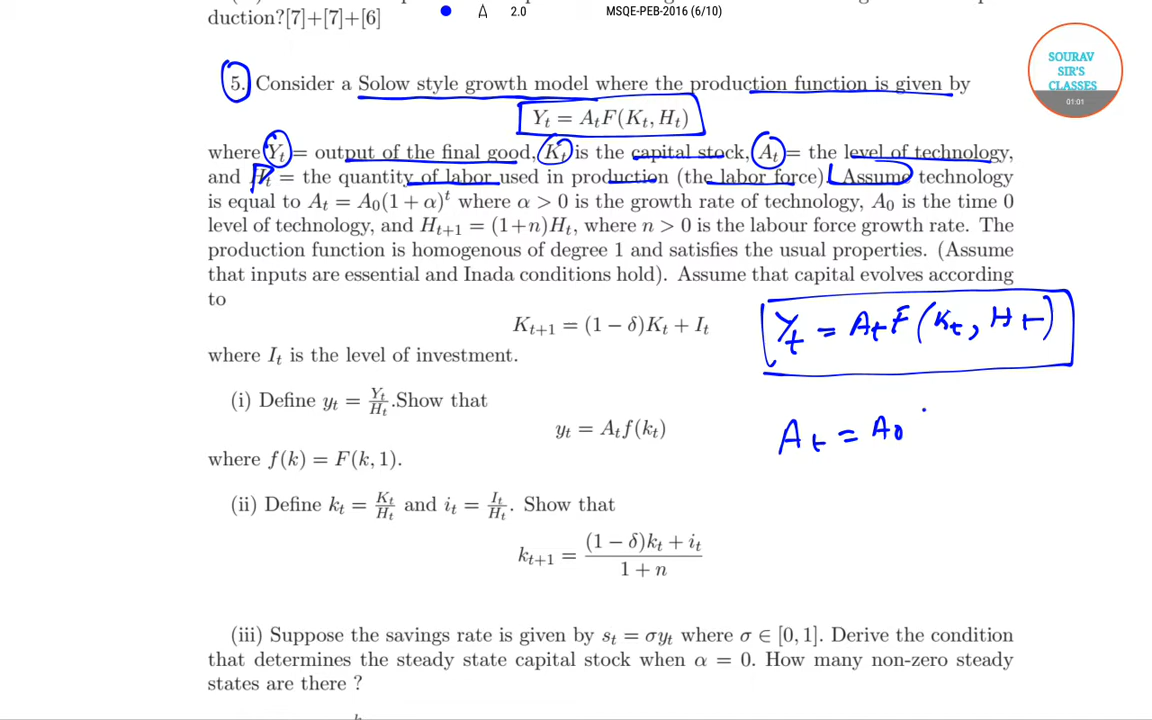 duction?[7]+[7]+[6]
2.0
MSQE-PEB-2016 (6/10)
SOURAV
SIR'S
CLASSES
01:01
5. Consider a Solow style growth model where the production function is given by
Y_t = A_tF(K_t, H_t)
where Y_t = output of the final good, K_t is the capital stock, A_t = the level of technology,
and H_t = the quantity of labor used in production (the labor force). Assume technology
is equal to A_t = A_0(1 + α)^t where α > 0 is the growth rate of technology, A_0 is the time 0
level of technology, and H_{t+1} = (1+n)H_t, where n > 0 is the labour force growth rate. The
production function is homogenous of degree 1 and satisfies the usual properties. (Assume
that inputs are essential and Inada conditions hold). Assume that capital evolves according
to
K_{t+1} = (1 − δ)K_t + I_t
Y_t = A_t F(K_t, H_t)
where I_t is the level of investment.
(i) Define y_t = Y_t/H_t.Show that
y_t = A_tf(k_t)
A_t = A_0
where f(k) = F(k, 1).
(ii) Define k_t = K_t/H_t and i_t = I_t/H_t. Show that
k_{t+1} = ((1 − δ)k_t + i_t)/(1 + n)
(iii) Suppose the savings rate is given by s_t = σy_t where σ ∈ [0, 1]. Derive the condition
that determines the steady state capital stock when α = 0. How many non-zero steady
states are there ?